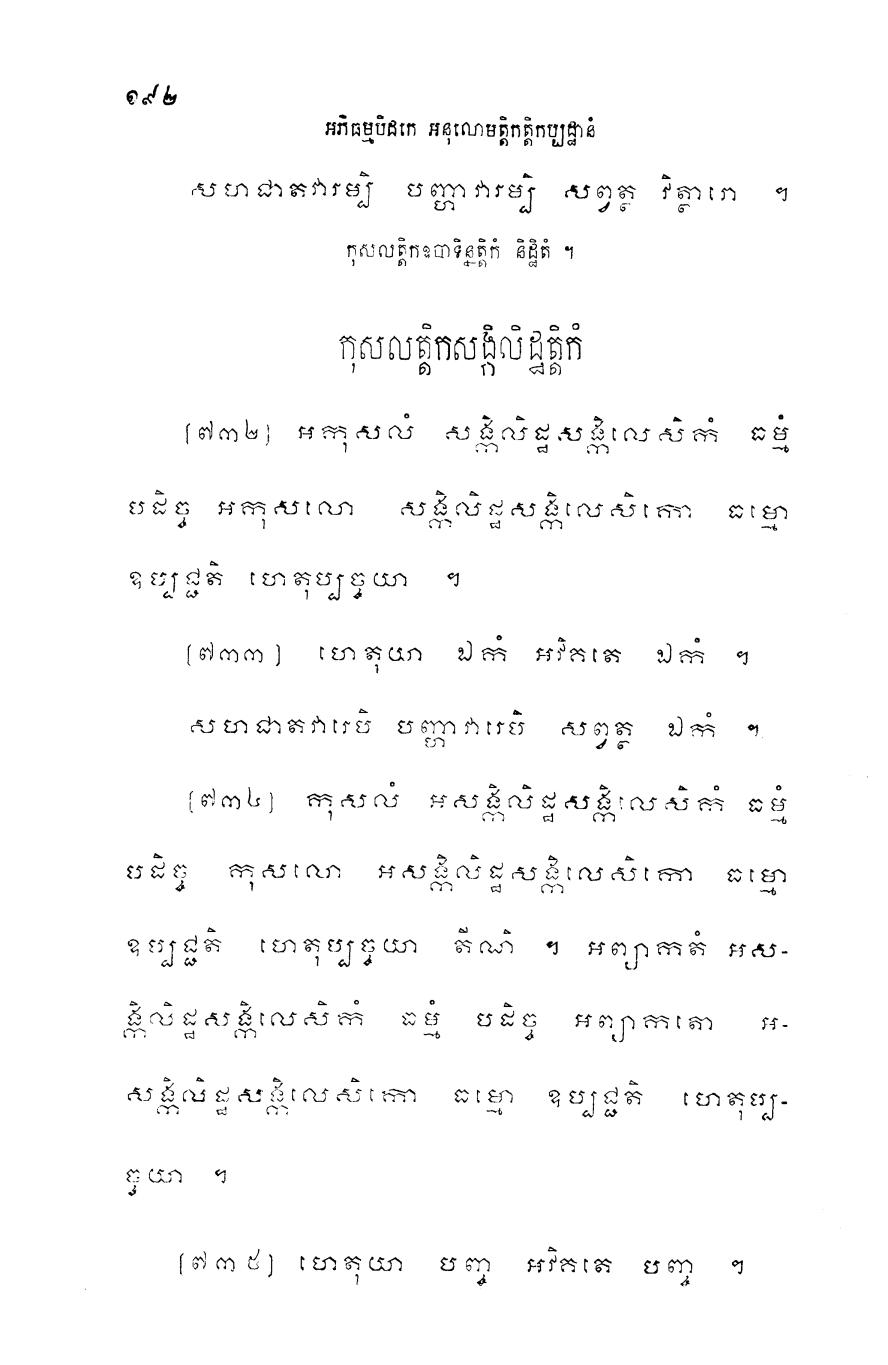 ១៩២
អភិធម្មបិដកេ អនុលោមត្តិកត្តិកប្បដ្ឋានំ
សហជាតវារម្បិ បញ្ហាវារម្បិ សព្វត្ថ វិត្ថារោ ។
កុសលត្តិកឧបាទិន្នត្តិកំ និដ្ឋិតំ ។
កុសលត្តិកសង្កិលិដ្ឋត្តិកំ
[៧៣២] អកុសលំ សង្កិលិដ្ឋសង្កិលេសិកំ ធម្មំ
បដិច្ច អកុសលោ សង្កិលិដ្ឋសង្កិលេសិកោ ធម្មោ
ឧប្បជ្ជតិ ហេតុប្បច្ចយា ។
[៧៣៣] ហេតុយា ឯកំ អវិគតេ ឯកំ ។
សហជាតវារេបិ បញ្ហាវារេបិ សព្វត្ថ ឯកំ ។
[៧៣៤] កុសលំ អសង្កិលិដ្ឋសង្កិលេសិកំ ធម្មំ
បដិច្ច កុសលោ អសង្កិលិដ្ឋសង្កិលេសិកោ ធម្មោ
ឧប្បជ្ជតិ ហេតុប្បច្ចយា តីណិ ។ អព្យាកតំ អស-
ង្កិលិដ្ឋសង្កិលេសិកំ ធម្មំ បដិច្ច អព្យាកតោ អ-
សង្កិលិដ្ឋសង្កិលេសិកោ ធម្មោ ឧប្បជ្ជតិ ហេតុប្ប-
ច្ចយា ។
[៧៣៥] ហេតុយា បញ្ច អវិគតេ បញ្ច ។